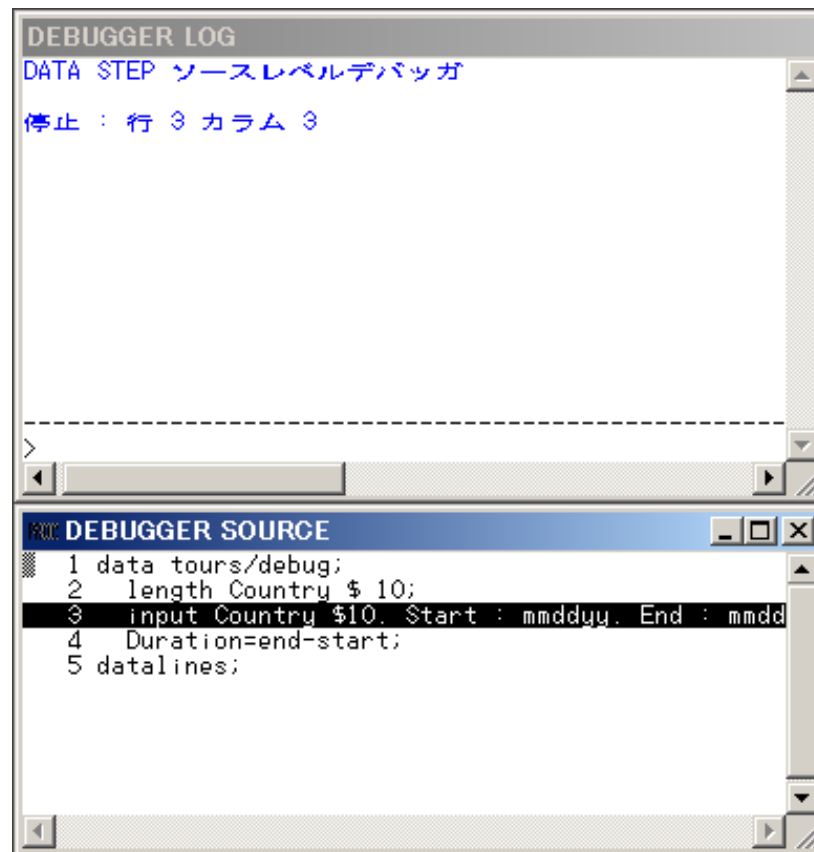 DEBUGGER LOG
DATA STEP ソースレベルデバッガ
停止 : 行 3 カラム 3
--------------------------------------------------------------
>
DEBUGGER SOURCE
1 data tours/debug;
2 length Country $ 10;
3 input Country $10. Start : mmddyy. End : mmdd
4 Duration=end-start;
5 datalines;